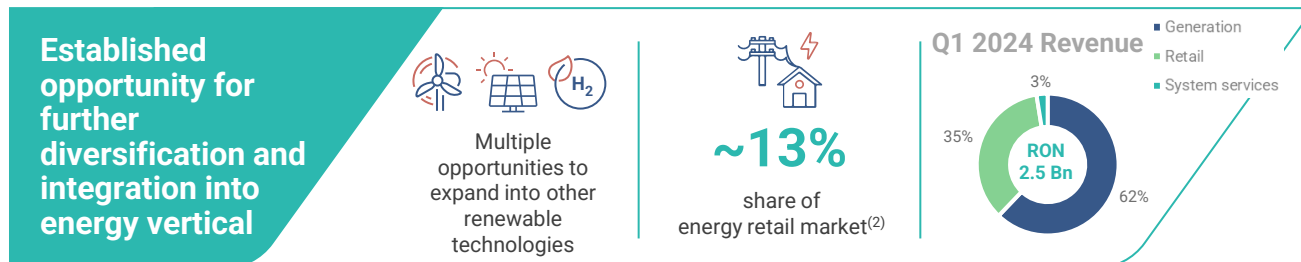 Established
opportunity for
further
diversification and
integration into
energy vertical
H2
Multiple
opportunities to
expand into other
renewable
technologies
~13%
share of
energy retail market(2)
Q1 2024 Revenue
Generation
Retail
System services
3%
35%
RON
2.5 Bn
62%